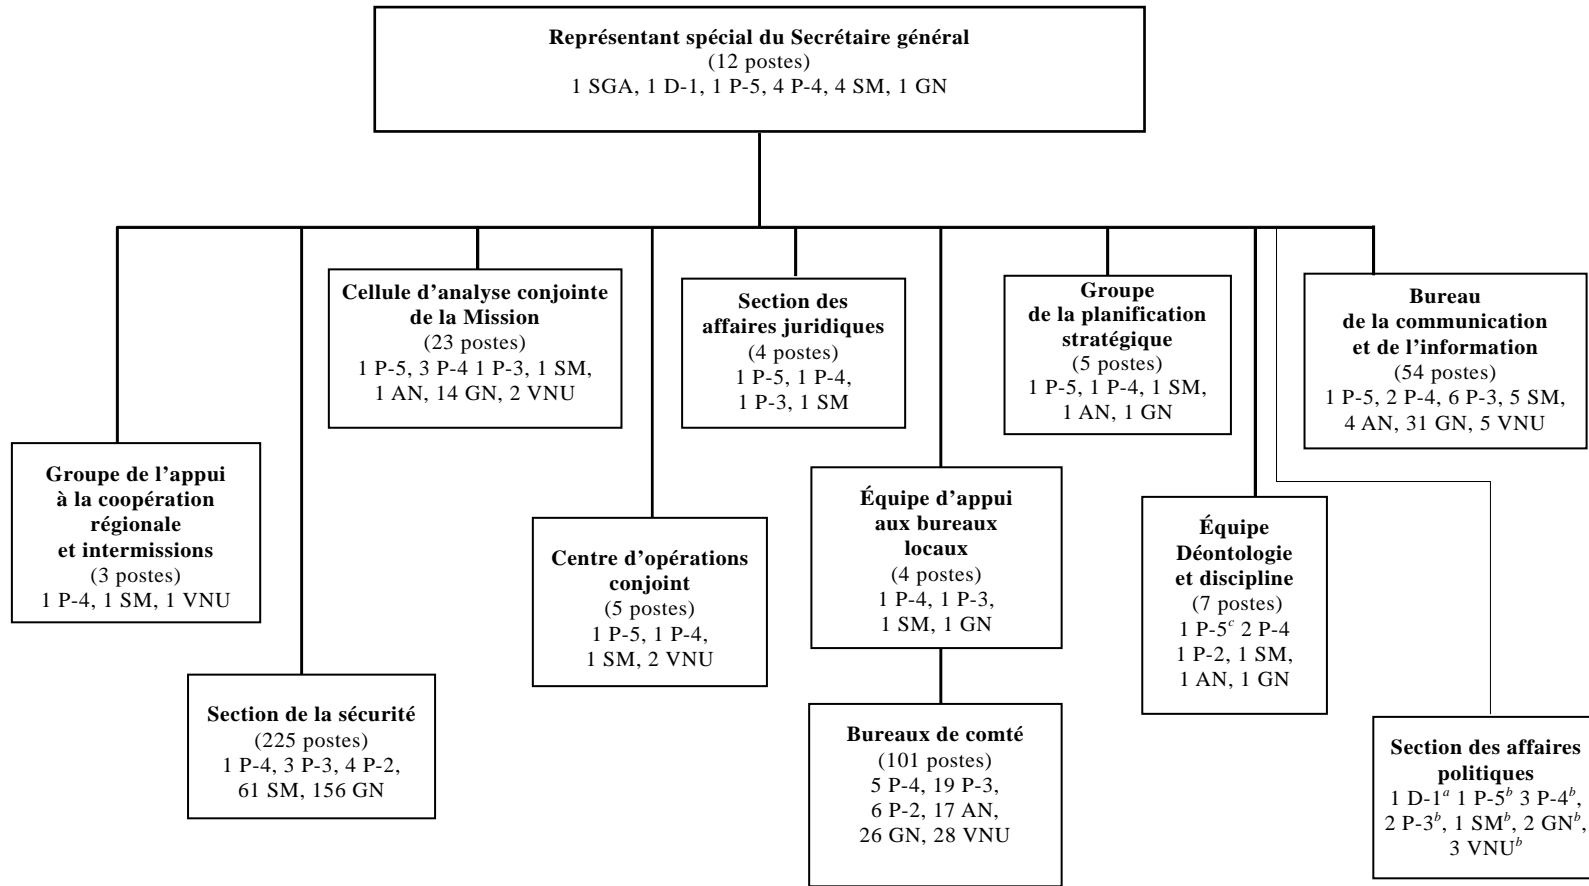 Représentant spécial du Secrétaire général
(12 postes)
1 SGA, 1 D-1, 1 P-5, 4 P-4, 4 SM, 1 GN
Cellule d'analyse conjointe
de la Mission
(23 postes)
1 P-5, 3 P-4 1 P-3, 1 SM,
1 AN, 14 GN, 2 VNU
Section des
affaires juridiques
(4 postes)
1 P-5, 1 P-4,
1 P-3, 1 SM
Groupe
de la planification
stratégique
(5 postes)
1 P-5, 1 P-4, 1 SM,
1 AN, 1 GN
Bureau
de la communication
et de l'information
(54 postes)
1 P-5, 2 P-4, 6 P-3, 5 SM,
4 AN, 31 GN, 5 VNU
Groupe de l'appui
à la coopération
régionale
et intermissions
(3 postes)
1 P-4, 1 SM, 1 VNU
Centre d'opérations
conjoint
(5 postes)
1 P-5, 1 P-4,
1 SM, 2 VNU
Équipe d'appui
aux bureaux
locaux
(4 postes)
1 P-4, 1 P-3,
1 SM, 1 GN
Équipe
Déontologie
et discipline
(7 postes)
1 P-5c 2 P-4
1 P-2, 1 SM,
1 AN, 1 GN
Section de la sécurité
(225 postes)
1 P-4, 3 P-3, 4 P-2,
61 SM, 156 GN
Bureaux de comté
(101 postes)
5 P-4, 19 P-3,
6 P-2, 17 AN,
26 GN, 28 VNU
Section des affaires
politiques
1 D-1a 1 P-5b 3 P-4b,
2 P-3b, 1 SMb, 2 GNb,
3 VNUb